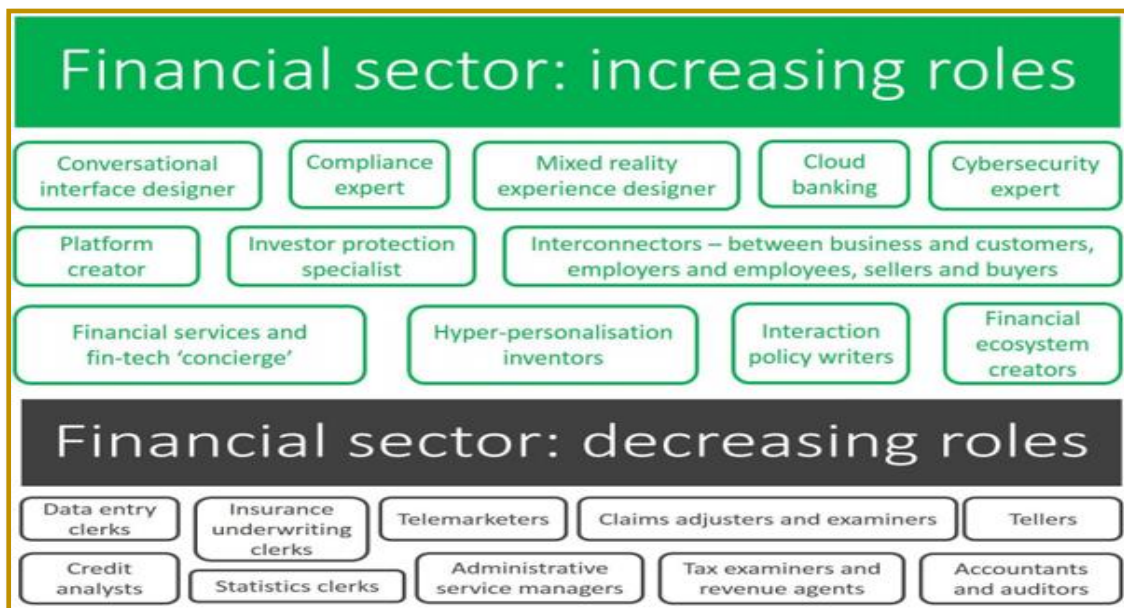 Financial sector: increasing roles
Conversational
interface designer
Compliance
expert
Mixed reality
experience designer
Cloud
banking
Cybersecurity
expert
Platform
creator
Investor protection
specialist
Interconnectors – between business and customers,
employers and employees, sellers and buyers
Financial services and
fin-tech ‘concierge’
Hyper-personalisation
inventors
Interaction
policy writers
Financial
ecosystem
creators
Financial sector: decreasing roles
Data entry
clerks
Insurance
underwriting
clerks
Telemarketers
Claims adjusters and examiners
Tellers
Credit
analysts
Statistics clerks
Administrative
service managers
Tax examiners and
revenue agents
Accountants
and auditors